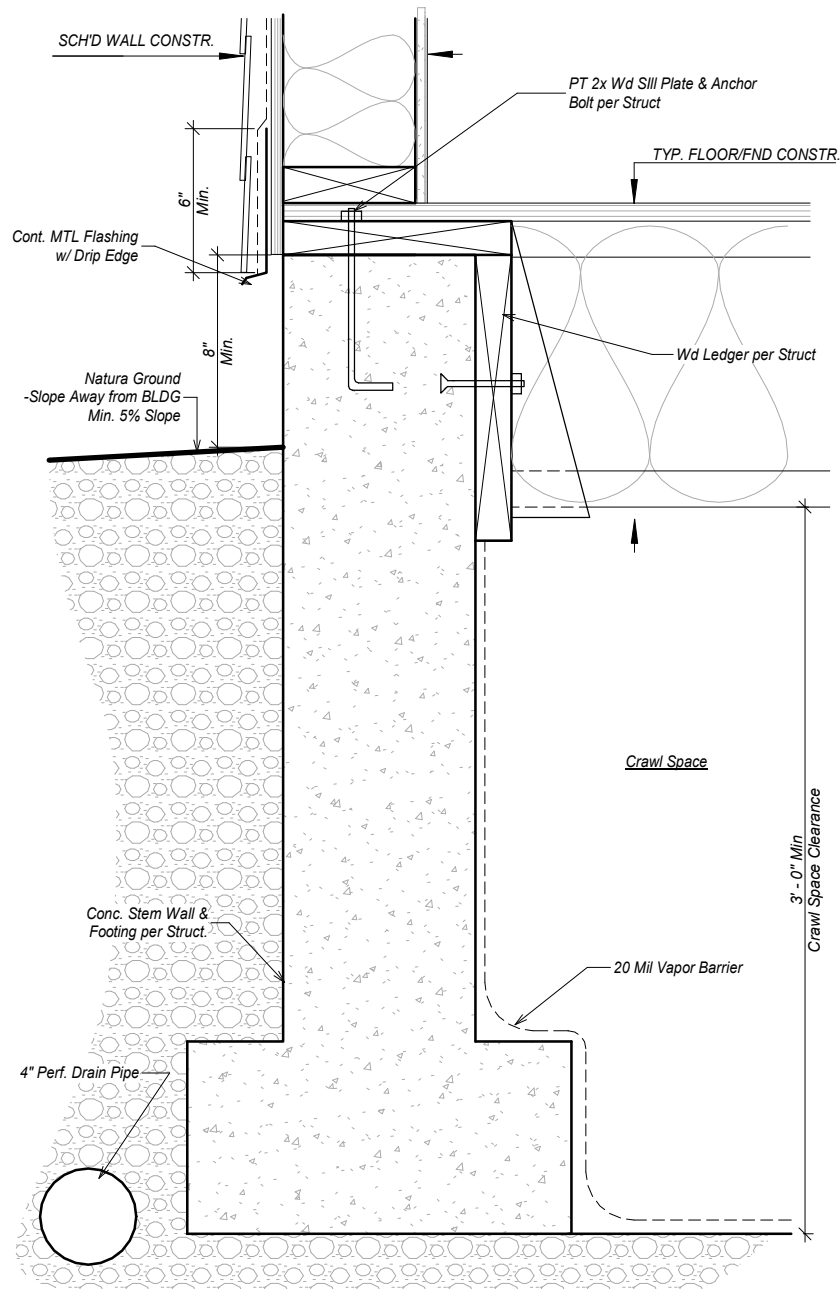 SCH'D WALL CONSTR.
PT 2x Wd SIll Plate & Anchor
Bolt per Struct
TYP. FLOOR/FND CONSTR.
6"
Min.
Cont. MTL Flashing
w/ Drip Edge
8"
Min.
Wd Ledger per Struct
Natura Ground
-Slope Away from BLDG
Min. 5% Slope
Crawl Space
3' - 0" Min
Crawl Space Clearance
Conc. Stem Wall &
Footing per Struct.
20 Mil Vapor Barrier
4" Perf. Drain Pipe